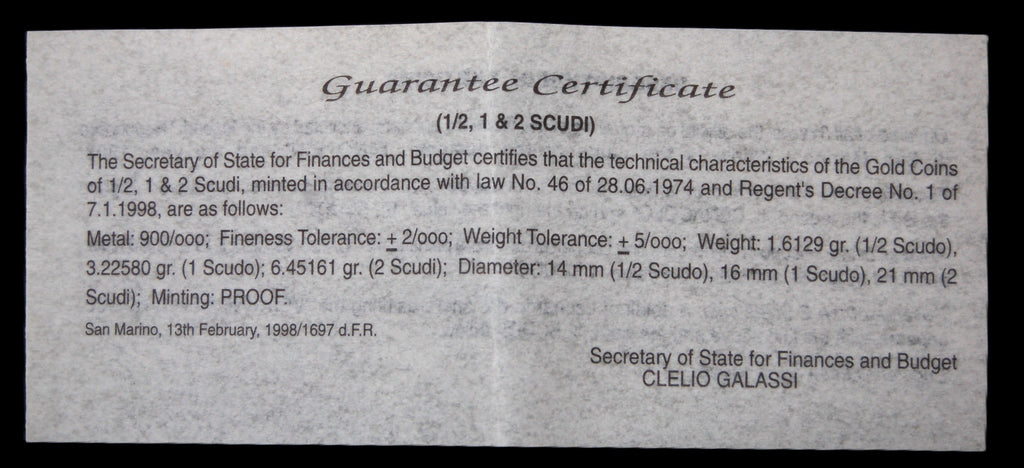 Guarantee Certificate
(1/2, 1 & 2 SCUDI)
The Secretary of State for Finances and Budget certifies that the technical characteristics of the Gold Coins
of 1/2, 1 & 2 Scudi, minted in accordance with law No. 46 of 28.06.1974 and Regent's Decree No. 1 of
7.1.1998, are as follows:
Metal: 900/ooo; Fineness Tolerance: ± 2/ooo; Weight Tolerance: ± 5/ooo; Weight: 1.6129 gr. (1/2 Scudo),
3.22580 gr. (1 Scudo); 6.45161 gr. (2 Scudi); Diameter: 14 mm (1/2 Scudo), 16 mm (1 Scudo), 21 mm (2
Scudi); Minting: PROOF.
San Marino, 13th February, 1998/1697 d.F.R.
Secretary of State for Finances and Budget
CLELIO GALASSI